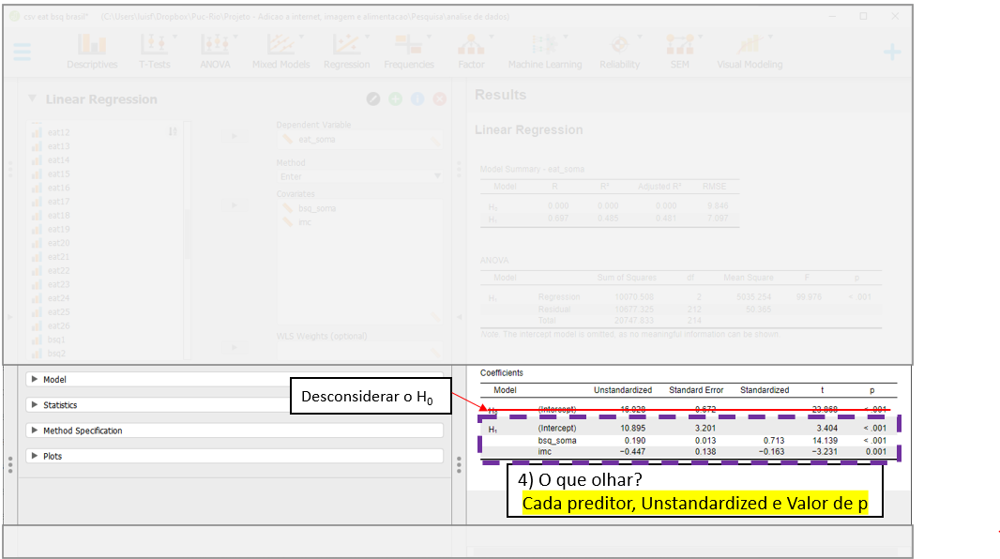 csv eat bsq brasil* (C:\Users\luisf\Dropbox\Puc-Rio\Projeto - Adicao a internet, imagem e alimentacao\Pesquisa\analise de dados)
Descriptives T-Tests ANOVA Mixed Models Regression Frequencies Factor Machine Learning Reliability SEM Visual Modeling
Linear Regression
eat12
eat13
eat14
eat15
eat16
eat17
eat18
eat19
eat20
eat21
eat22
eat23
eat24
eat25
eat26
bsq1
bsq2
Dependent Variable
eat_soma
Method
Enter
Covariates
bsq_soma
imc
WLS Weights (optional)
Model
Statistics
Method Specification
Plots
Results
Linear Regression
Model Summary - eat_soma
Model R R² Adjusted R² RMSE
H₀ 0.000 0.000 0.000 9.846
H₁ 0.697 0.485 0.481 7.097
ANOVA
Model Sum of Squares df Mean Square F p
H₁ Regression 10070.508 2 5035.254 99.976 < .001
Residual 10677.325 212 50.365
Total 20747.833 214
Note. The intercept model is omitted, as no meaningful information can be shown.
Coefficients
Model Unstandardized Standard Error Standardized t p
H₀ (Intercept) 16.028 0.672 23.868 < .001
H₁ (Intercept) 10.895 3.201 3.404 < .001
bsq_soma 0.190 0.013 0.713 14.139 < .001
imc −0.447 0.138 −0.163 −3.231 0.001
Desconsiderar o H₀
4) O que olhar?
Cada preditor, Unstandardized e Valor de p